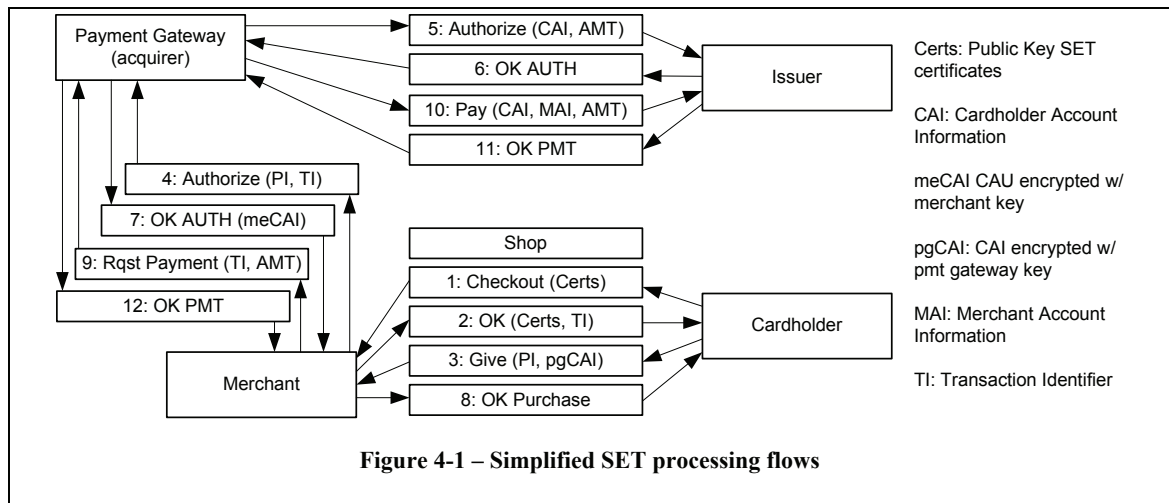 Payment Gateway
(acquirer)
5: Authorize (CAI, AMT)
6: OK AUTH
10: Pay (CAI, MAI, AMT)
11: OK PMT
Issuer
4: Authorize (PI, TI)
7: OK AUTH (meCAI)
9: Rqst Payment (TI, AMT)
12: OK PMT
Merchant
Shop
1: Checkout (Certs)
2: OK (Certs, TI)
3: Give (PI, pgCAI)
8: OK Purchase
Cardholder
Certs: Public Key SET
certificates
CAI: Cardholder Account
Information
meCAI CAU encrypted w/
merchant key
pgCAI: CAI encrypted w/
pmt gateway key
MAI: Merchant Account
Information
TI: Transaction Identifier
Figure 4-1 – Simplified SET processing flows